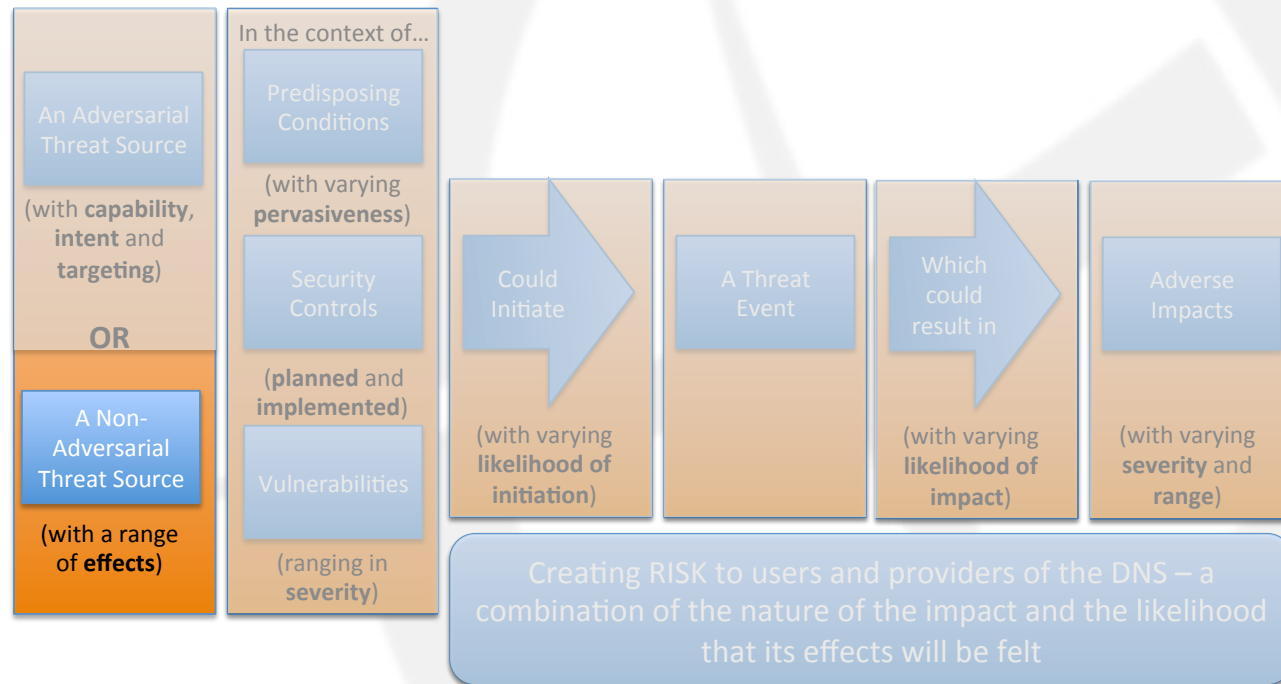 An Adversarial
Threat Source
(with capability,
intent and
targeting)
OR
A Non-
Adversarial
Threat Source
(with a range
of effects)
In the context of…
Predisposing
Conditions
(with varying
pervasiveness)
Security
Controls
(planned and
implemented)
Vulnerabilities
(ranging in
severity)
Could
Initiate
(with varying
likelihood of
initiation)
A Threat
Event
Which
could
result in
(with varying
likelihood of
impact)
Adverse
Impacts
(with varying
severity and
range)
Creating RISK to users and providers of the DNS – a
combination of the nature of the impact and the likelihood
that its effects will be felt